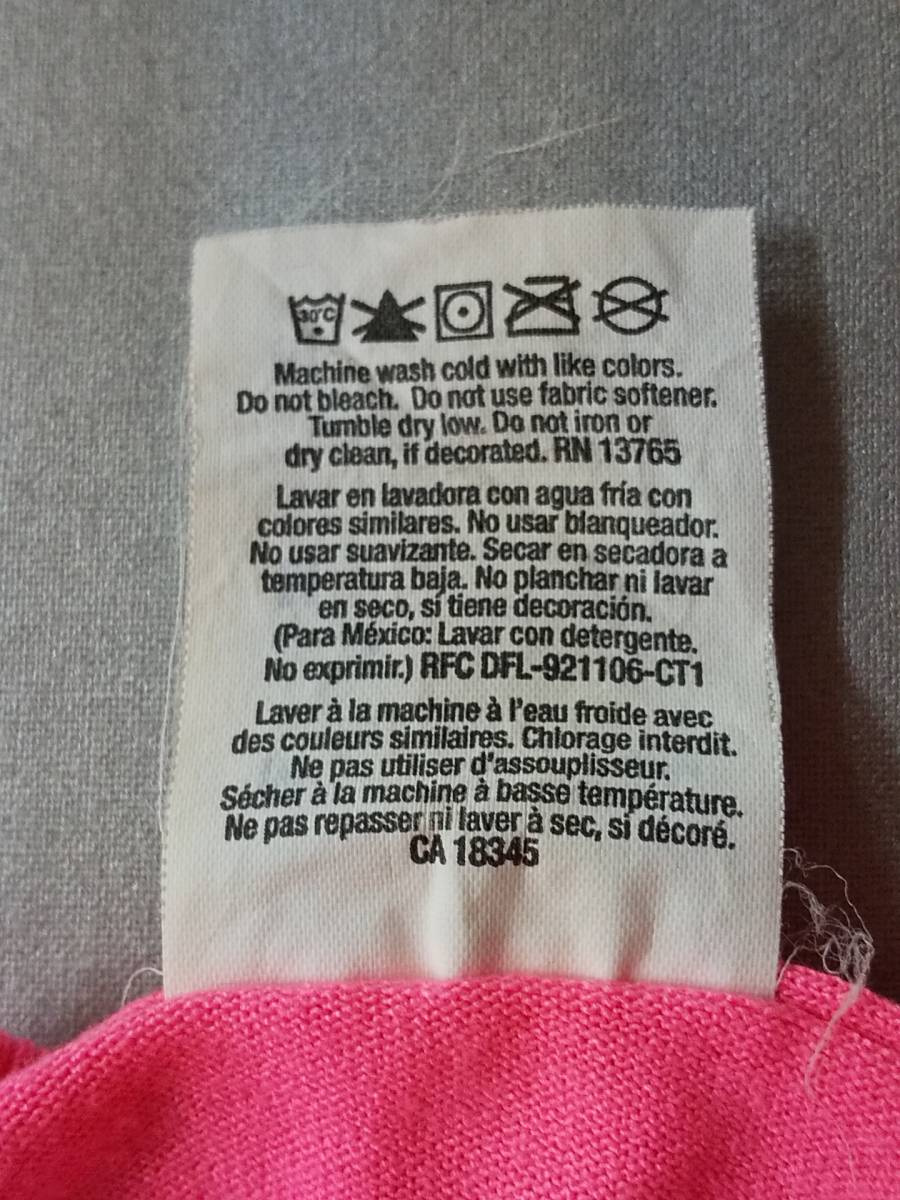 30°C
Machine wash cold with like colors.
Do not bleach. Do not use fabric softener.
Tumble dry low. Do not iron or
dry clean, if decorated. RN 13765
Lavar en lavadora con agua fría con
colores similares. No usar blanqueador.
No usar suavizante. Secar en secadora a
temperatura baja. No planchar ni lavar
en seco, si tiene decoración.
(Para México: Lavar con detergente.
No exprimir.) RFC DFL-921106-CT1
Laver à la machine à l'eau froide avec
des couleurs similaires. Chlorage interdit.
Ne pas utiliser d'assouplisseur.
Sécher à la machine à basse température.
Ne pas repasser ni laver à sec, si décoré.
CA 18345